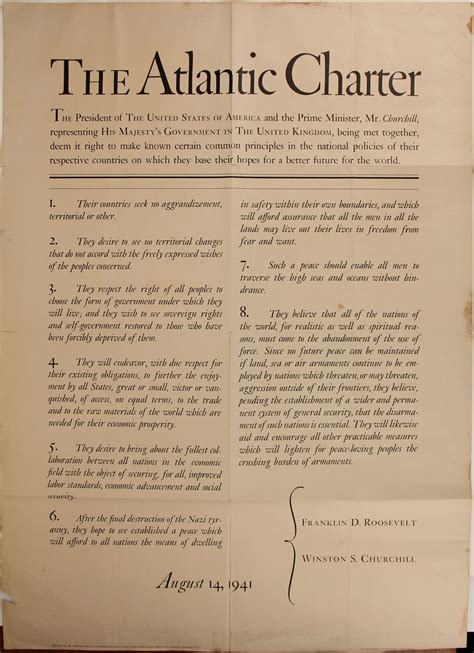 THE ATLANTIC CHARTER
THE President of THE UNITED STATES OF AMERICA and the Prime Minister, Mr. Churchill,
representing HIS MAJESTY'S GOVERNMENT IN THE UNITED KINGDOM, being met together,
deem it right to make known certain common principles in the national policies of their
respective countries on which they base their hopes for a better future for the world.
1. Their countries seek no aggrandizement,
territorial or other.
2. They desire to see no territorial changes
that do not accord with the freely expressed wishes
of the peoples concerned.
3. They respect the right of all peoples to
choose the form of government under which they
will live; and they wish to see sovereign rights
and self-government restored to those who have
been forcibly deprived of them.
4. They will endeavor, with due respect for
their existing obligations, to further the enjoy-
ment by all States, great or small, victor or van-
quished, of access, on equal terms, to the trade
and to the raw materials of the world which are
needed for their economic prosperity.
5. They desire to bring about the fullest col-
laboration between all nations in the economic
field with the object of securing, for all, improved
labor standards, economic advancement and social
security.
6. After the final destruction of the Nazi tyr-
anny, they hope to see established a peace which
will afford to all nations the means of dwelling
in safety within their own boundaries, and which
will afford assurance that all the men in all the
lands may live out their lives in freedom from
fear and want.
7. Such a peace should enable all men to
traverse the high seas and oceans without hin-
drance.
8. They believe that all of the nations of
the world, for realistic as well as spiritual rea-
sons, must come to the abandonment of the use of
force. Since no future peace can be maintained
if land, sea or air armaments continue to be em-
ployed by nations which threaten, or may threaten,
aggression outside of their frontiers, they believe,
pending the establishment of a wider and perma-
nent system of general security, that the disarma-
ment of such nations is essential. They will likewise
aid and encourage all other practicable measures
which will lighten for peace-loving peoples the
crushing burden of armaments.
FRANKLIN D. ROOSEVELT
WINSTON S. CHURCHILL
August 14, 1941